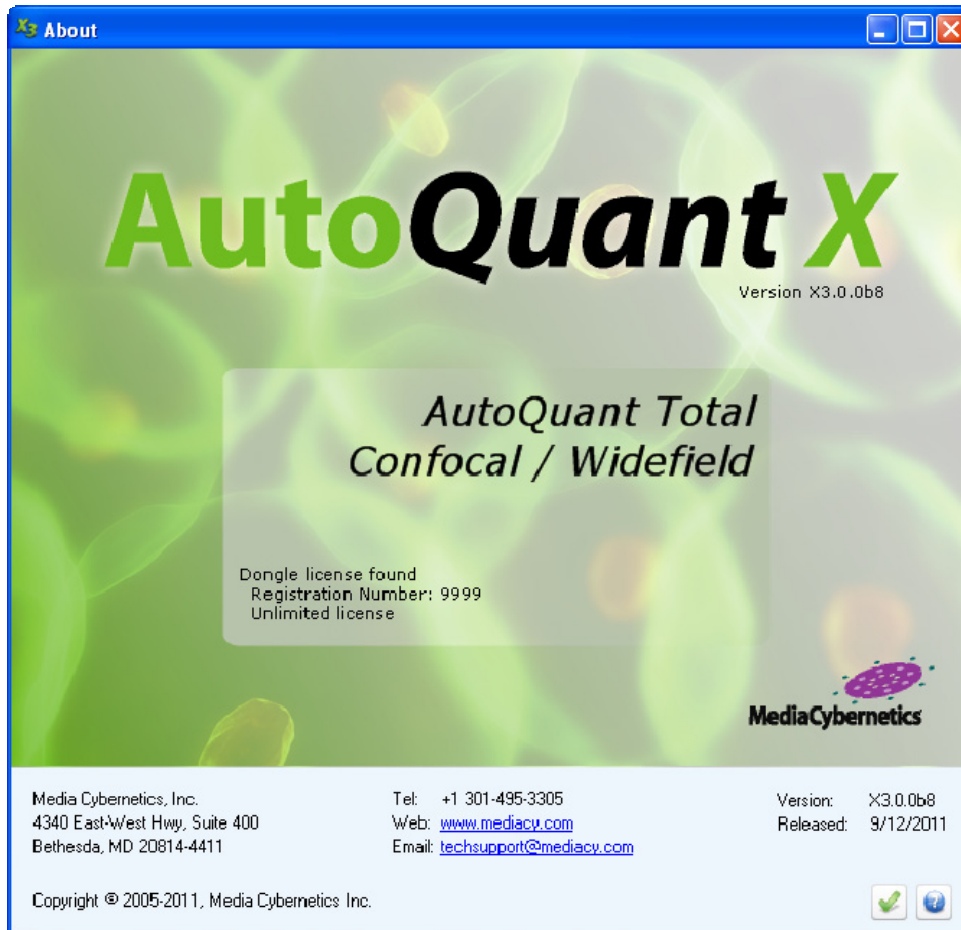 X3 About
AutoQuant X
Version X3.0.0b8
AutoQuant Total
Confocal / Widefield
Dongle license found
Registration Number: 9999
Unlimited license
MediaCybernetics
Media Cybernetics, Inc.
4340 East-West Hwy, Suite 400
Bethesda, MD 20814-4411
Tel: +1 301-495-3305
Web: www.mediacy.com
Email: techsupport@mediacy.com
Version: X3.0.0b8
Released: 9/12/2011
Copyright © 2005-2011, Media Cybernetics Inc.
?